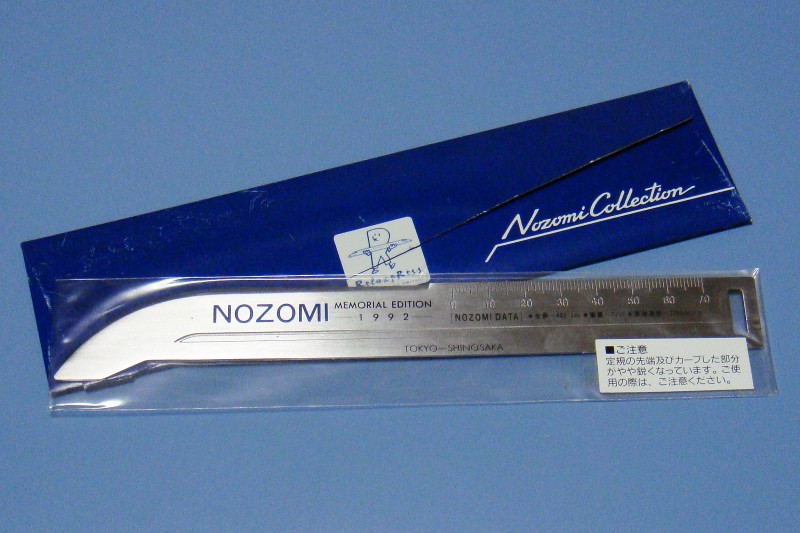 Nozomi Collection
NOZOMI
MEMORIAL EDITION
1992
0 10 20 30 40 50 60 70
NOZOMI DATA
TOKYO—SHINOSAKA
■ご注意
定規の先端及びカーブした部分
がやや鋭くなっています。ご使
用の際は、ご注意ください。